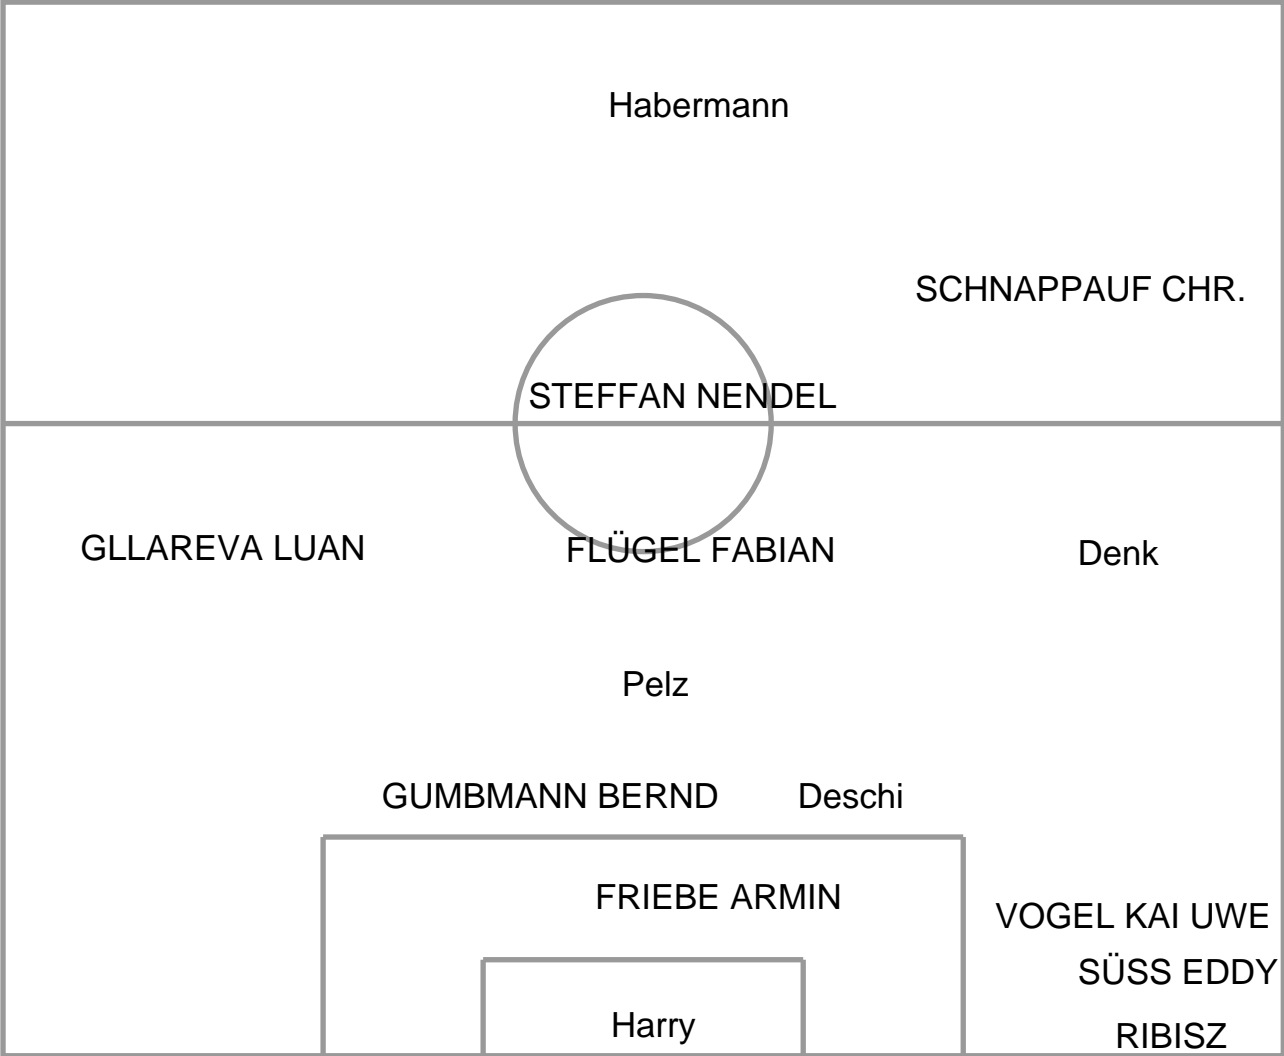 Habermann
SCHNAPPAUF CHR.
STEFFAN NENDEL
GLLAREVA LUAN
FLÜGEL FABIAN
Denk
Pelz
GUMBMANN BERND
Deschi
FRIEBE ARMIN
VOGEL KAI UWE
SÜSS EDDY
Harry
RIBISZ